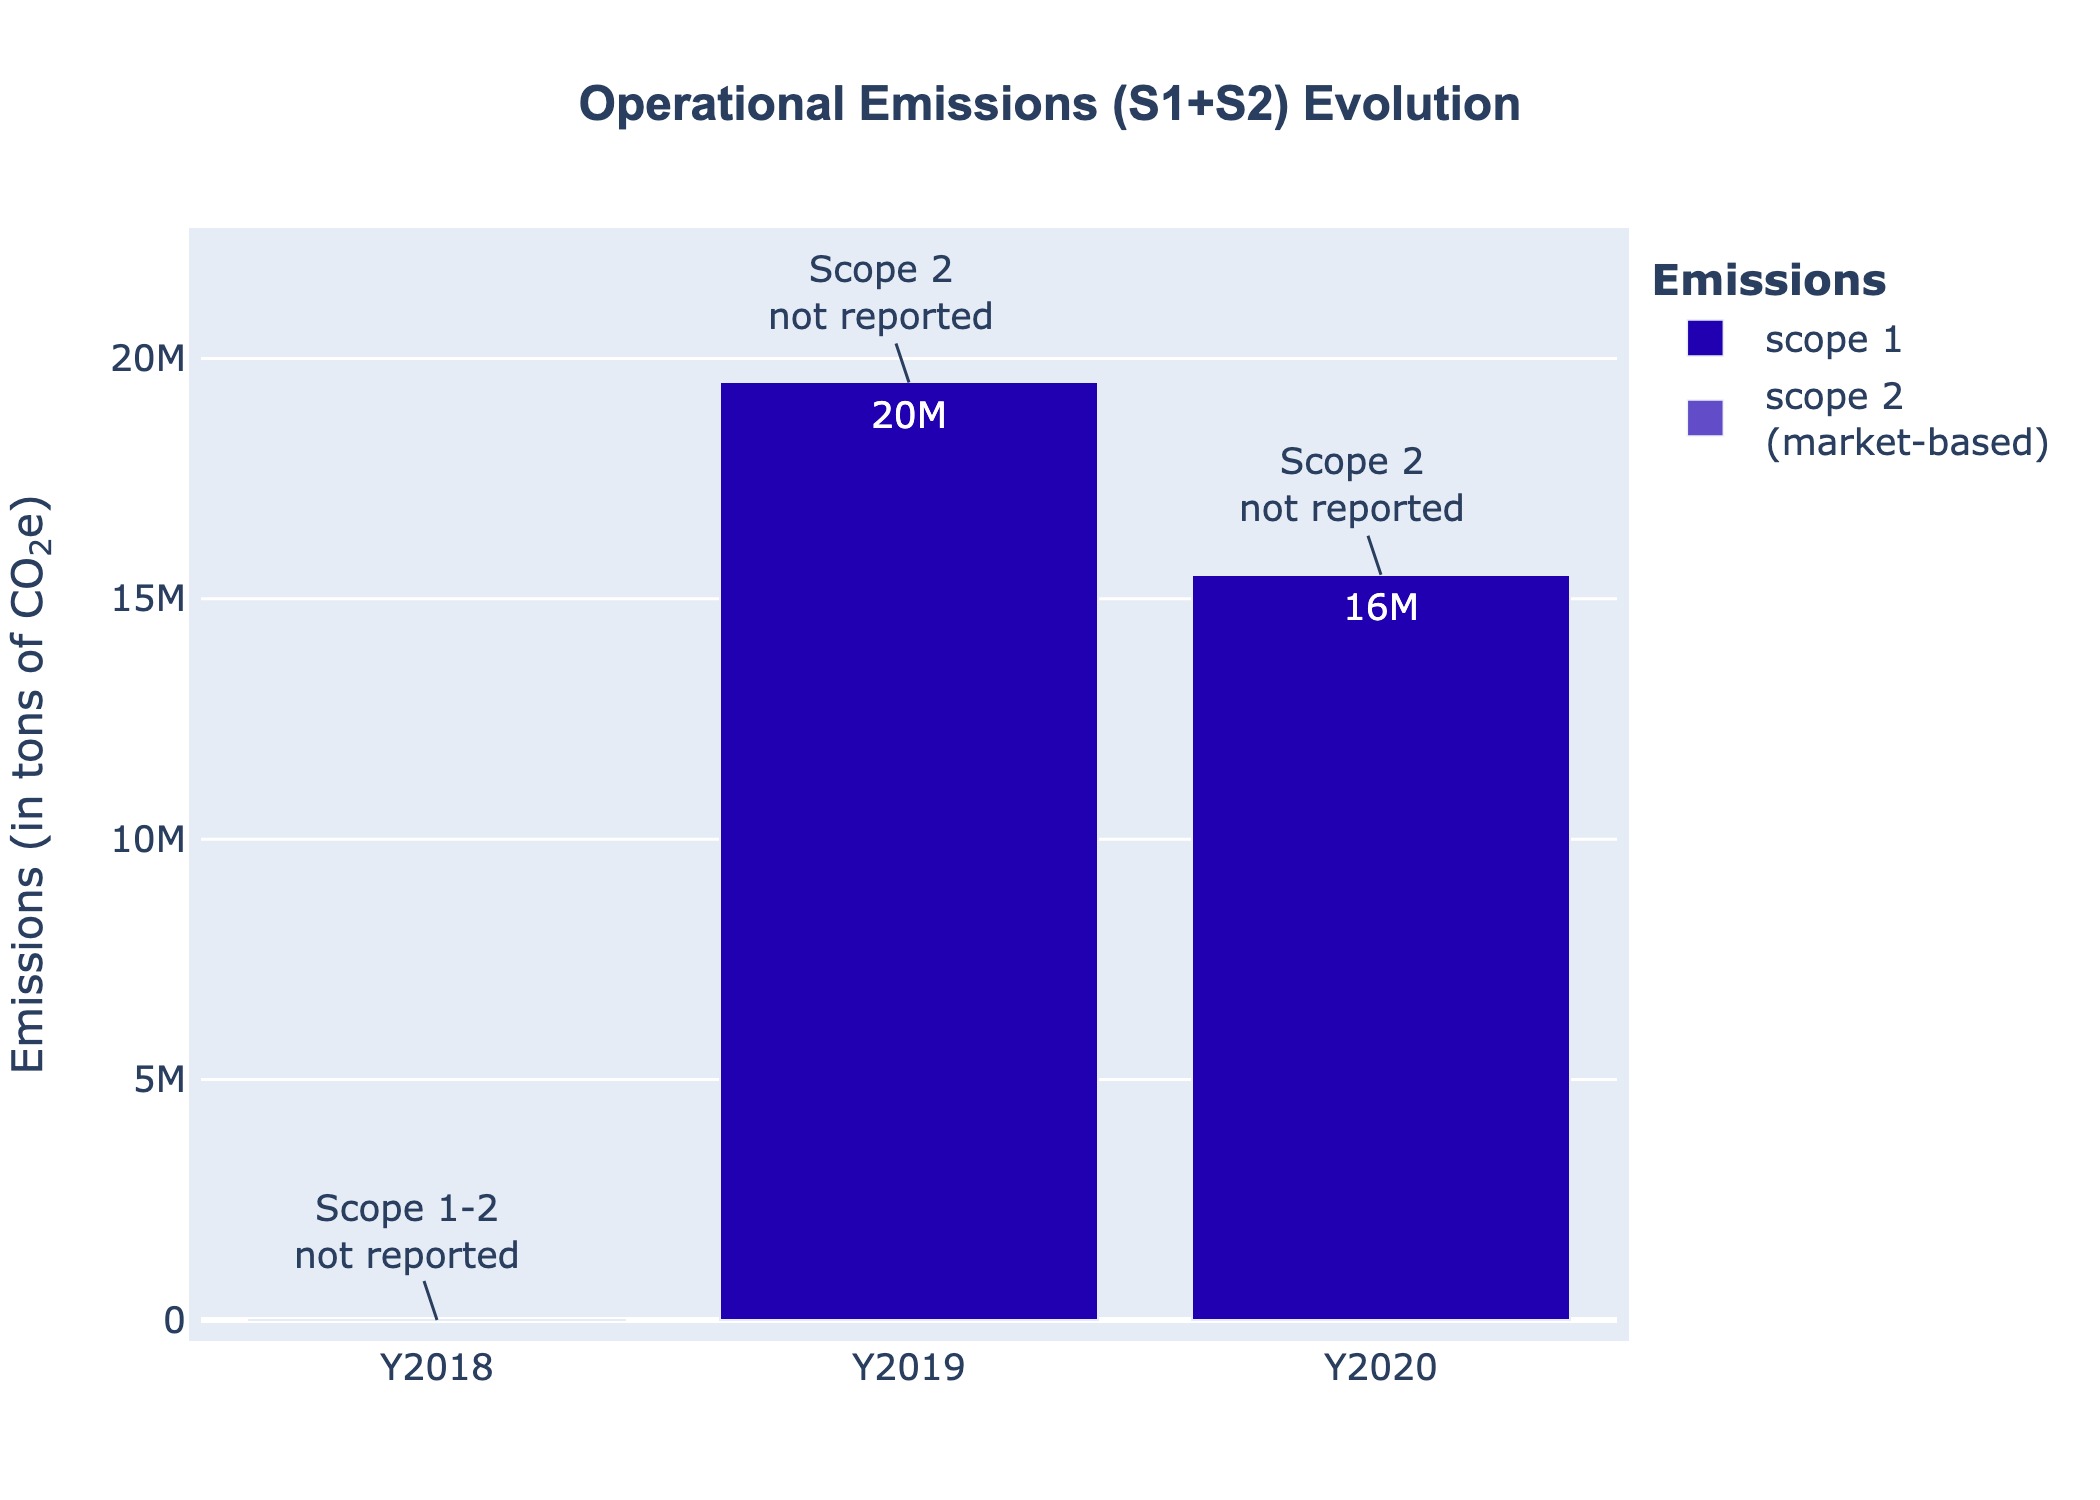 Operational Emissions (S1+S2) Evolution
Emissions (in tons of CO₂e)
20M
15M
10M
5M
0
Scope 1-2
not reported
Scope 2
not reported
20M
Scope 2
not reported
16M
Y2018
Y2019
Y2020
Emissions
scope 1
scope 2
(market-based)